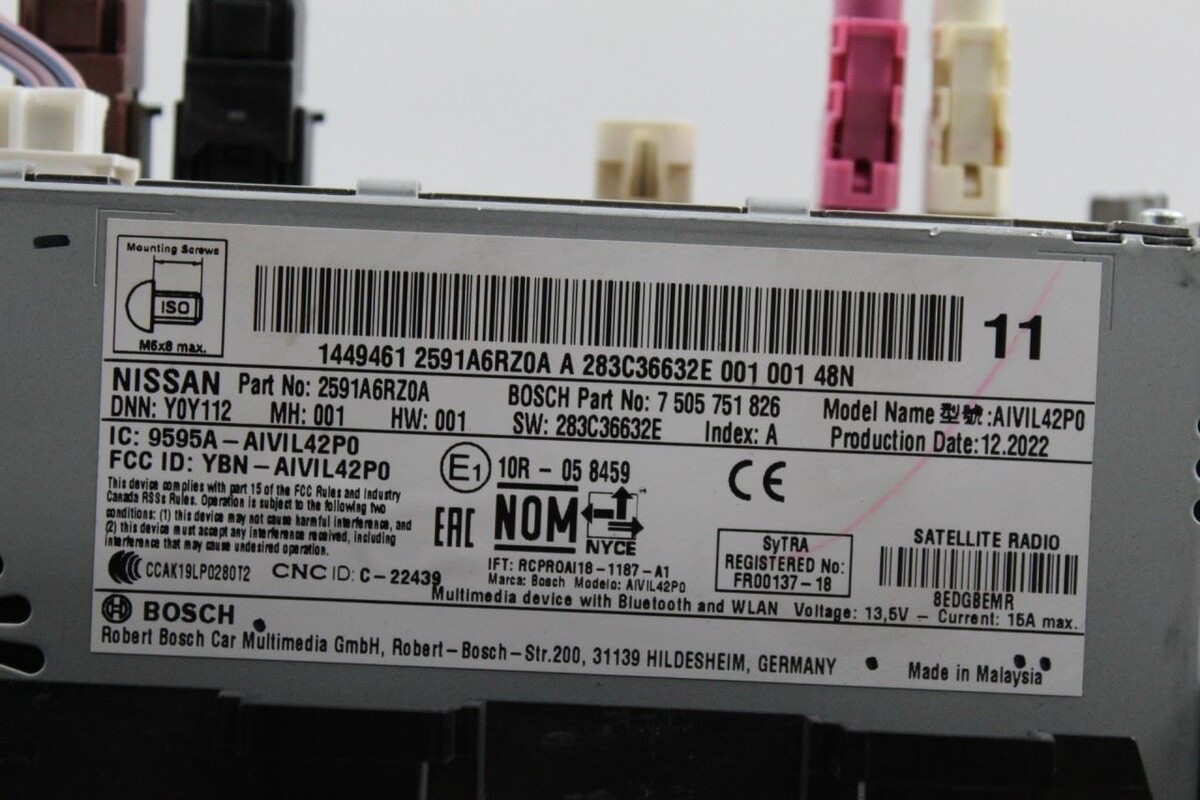 Mounting Screws
ISO
M6x8 max.
11
1449461 2591A6RZ0A A 283C36632E 001 001 48N
NISSAN Part No: 2591A6RZ0A BOSCH Part No: 7 505 751 826 Model Name 型號:AIVIL42P0
DNN: Y0Y112 MH: 001 HW: 001 SW: 283C36632E Index: A Production Date:12.2022
IC: 9595A-AIVIL42P0
FCC ID: YBN-AIVIL42P0
This device complies with part 15 of the FCC Rules and Industry
Canada RSSs Rules. Operation is subject to the following two
conditions: (1) this device may not cause harmful interference, and
(2) this device must accept any interference received, including
interference that may cause undesired operation.
E1 10R - 05 8459
CE
EAC NOM NYCE
SyTRA
REGISTERED No:
FR00137-18
SATELLITE RADIO
8EDGBEMR
CCAK19LP0280T2 CNC ID: C-22439
IFT: RCPROAI18-1187-A1
Marca: Bosch Modelo: AIVIL42P0
Multimedia device with Bluetooth and WLAN Voltage: 13,5V - Current: 15A max.
BOSCH
Robert Bosch Car Multimedia GmbH, Robert-Bosch-Str.200, 31139 HILDESHEIM, GERMANY Made in Malaysia